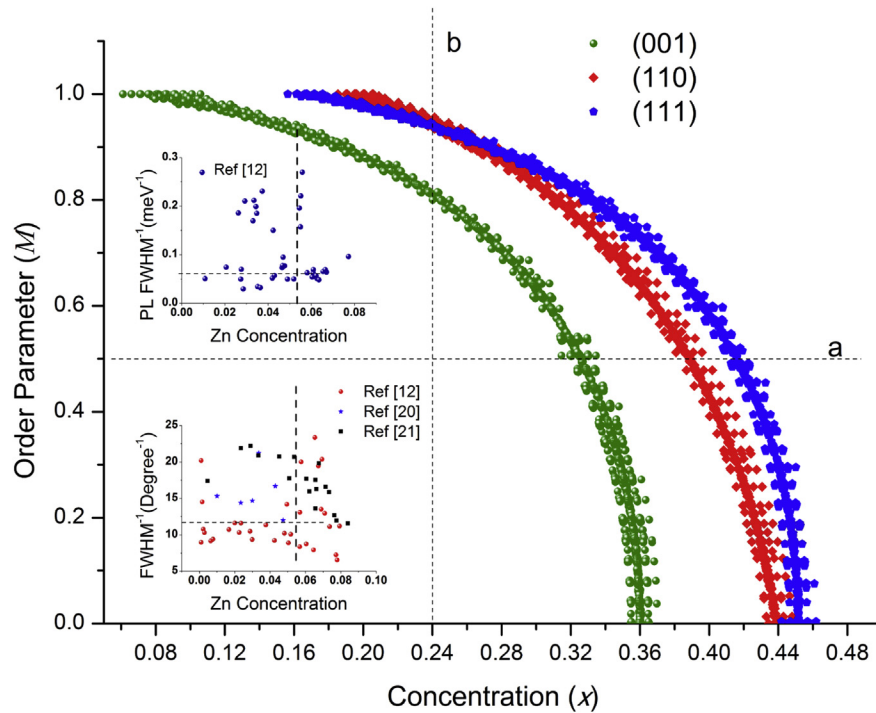 b
(001)
(110)
(111)
1.0
0.8
0.6
0.4
0.2
0.0
Order Parameter (M)
a
0.3
0.2
0.1
0.0
PL FWHM⁻¹(meV⁻¹)
Ref [12]
0.00 0.02 0.04 0.06 0.08
Zn Concentration
Ref [12]
Ref [20]
Ref [21]
25
20
15
10
5
FWHM⁻¹(Degree⁻¹)
0.00 0.02 0.04 0.06 0.08 0.10
Zn Concentration
0.08 0.12 0.16 0.20 0.24 0.28 0.32 0.36 0.40 0.44 0.48
Concentration (x)